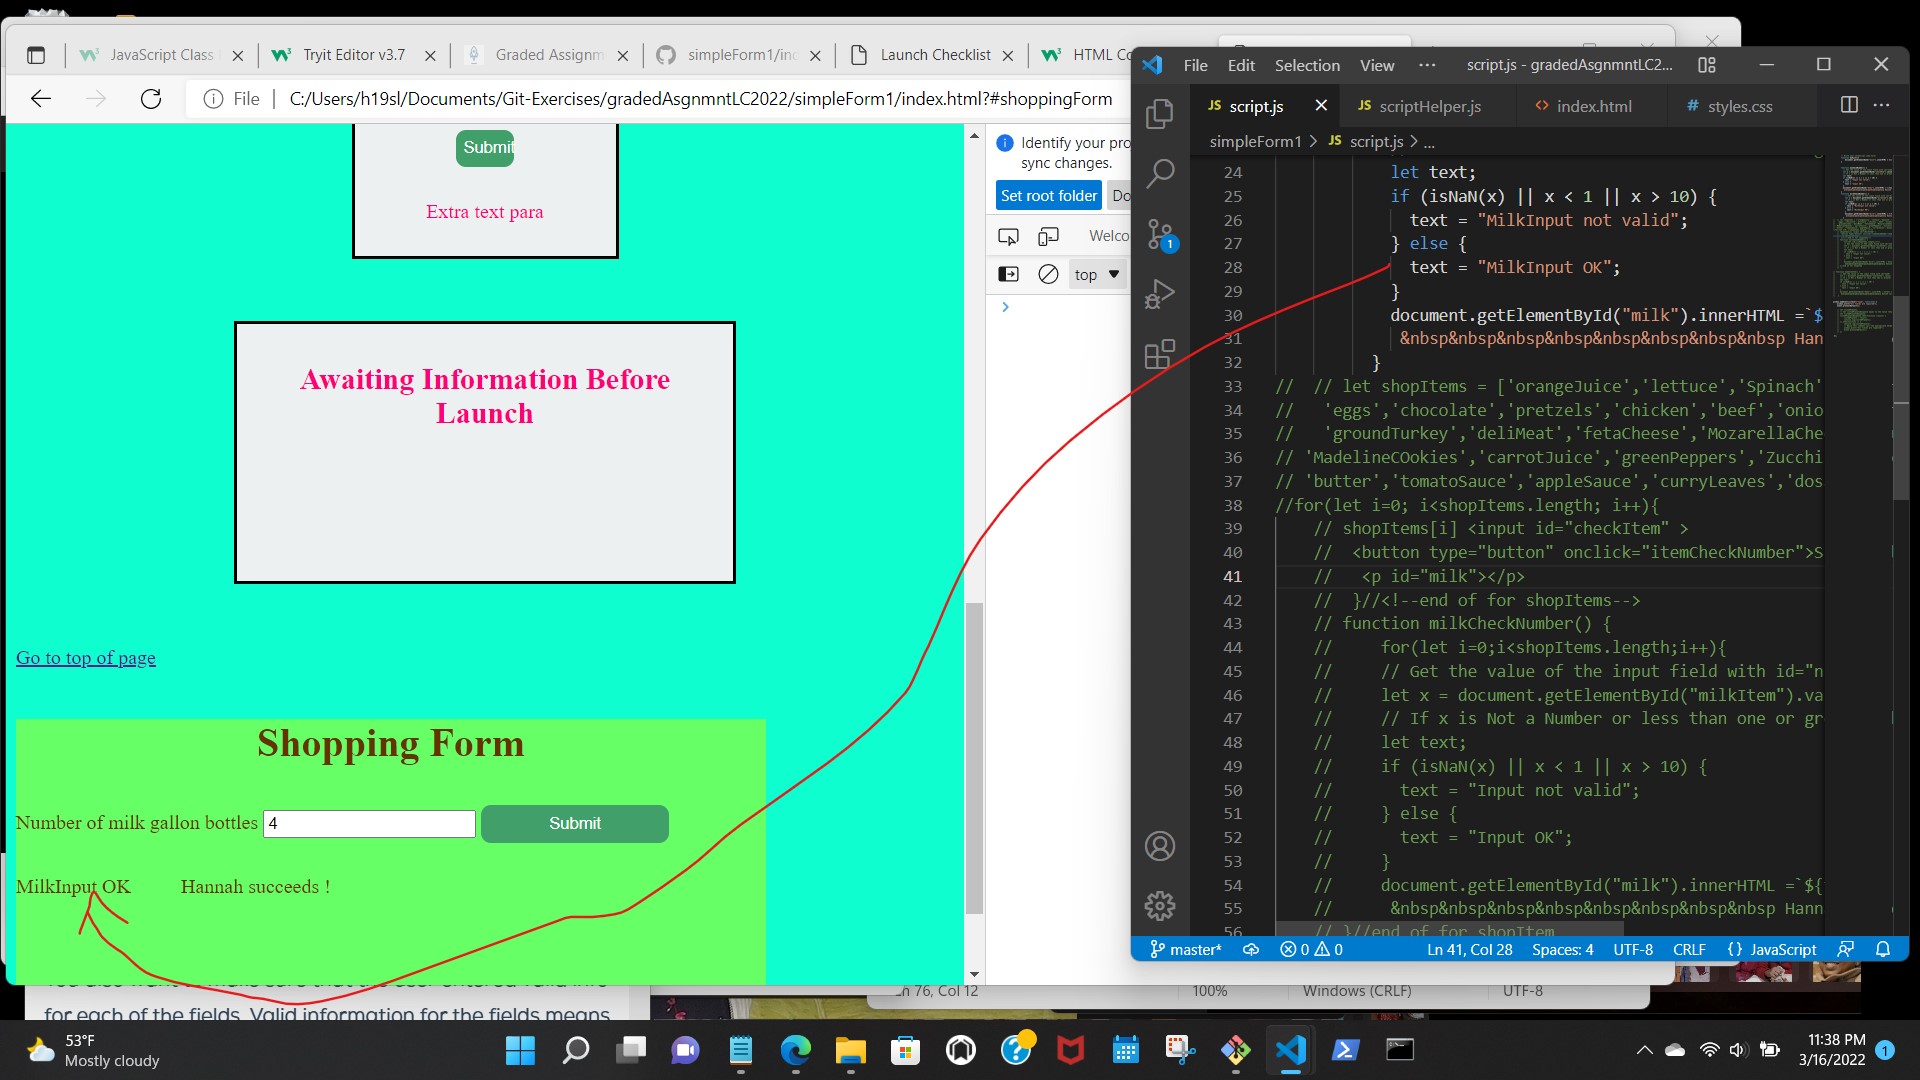 JavaScript Class
Tryit Editor v3.7
Graded Assignm
simpleForm1/inc
Launch Checklist
HTML Co
File
C:/Users/h19sl/Documents/Git-Exercises/gradedAsgnmntLC2022/simpleForm1/index.html?#shoppingForm
Submit
Extra text para
Awaiting Information Before
Launch
Go to top of page
Shopping Form
Number of milk gallon bottles 4 Submit
MilkInput OK Hannah succeeds !
Identify your pro
sync changes.
Set root folder Do
Welco
top
File Edit Selection View ··· script.js - gradedAsgnmntLC2...
JS script.js JS scriptHelper.js <> index.html # styles.css
simpleForm1 > JS script.js > ...
24 let text;
25 if (isNaN(x) || x < 1 || x > 10) {
26 text = "MilkInput not valid";
27 } else {
28 text = "MilkInput OK";
29 }
30 document.getElementById("milk").innerHTML =`$
31 &nbsp&nbsp&nbsp&nbsp&nbsp&nbsp&nbsp&nbsp Han
32 }
33 // // let shopItems = ['orangeJuice','lettuce','Spinach'
34 // 'eggs','chocolate','pretzels','chicken','beef','onio
35 // 'groundTurkey','deliMeat','fetaCheese','MozarellaChe
36 // 'MadelineCOokies','carrotJuice','greenPeppers','Zucchi
37 // 'butter','tomatoSauce','appleSauce','curryLeaves','dos
38 //for(let i=0; i<shopItems.length; i++){
39 // shopItems[i] <input id="checkItem" >
40 // <button type="button" onclick="itemCheckNumber">S
41 // <p id="milk"></p>
42 // }//<!--end of for shopItems-->
43 // function milkCheckNumber() {
44 // for(let i=0;i<shopItems.length;i++){
45 // // Get the value of the input field with id="n
46 // let x = document.getElementById("milkItem").va
47 // // If x is Not a Number or less than one or gr
48 // let text;
49 // if (isNaN(x) || x < 1 || x > 10) {
50 // text = "Input not valid";
51 // } else {
52 // text = "Input OK";
53 // }
54 // document.getElementById("milk").innerHTML =`${
55 // &nbsp&nbsp&nbsp&nbsp&nbsp&nbsp&nbsp&nbsp Hann
56 // }//end of for shopItem
master* 0 0 Ln 41, Col 28 Spaces: 4 UTF-8 CRLF {} JavaScript
76, Col 12 100% Windows (CRLF) UTF-8
for each of the fields. Valid information for the fields means
53°F
Mostly cloudy
11:38 PM
3/16/2022
1